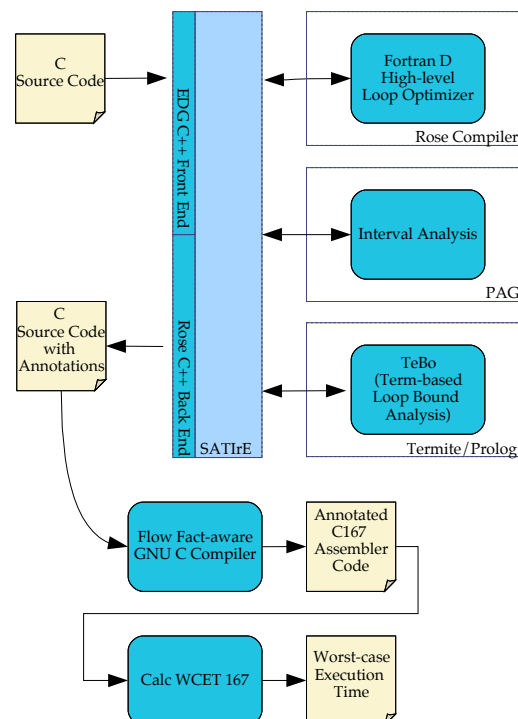 C
Source Code
EDG C++ Front End
Fortran D
High-level
Loop Optimizer
Rose Compiler
Interval Analysis
PAG
C
Source Code
with
Annotations
Rose C++ Back End
SATIrE
TeBo
(Term-based
Loop Bound
Analysis)
Termite/Prolog
Flow Fact-aware
GNU C Compiler
Annotated
C167
Assembler
Code
Calc WCET 167
Worst-case
Execution
Time